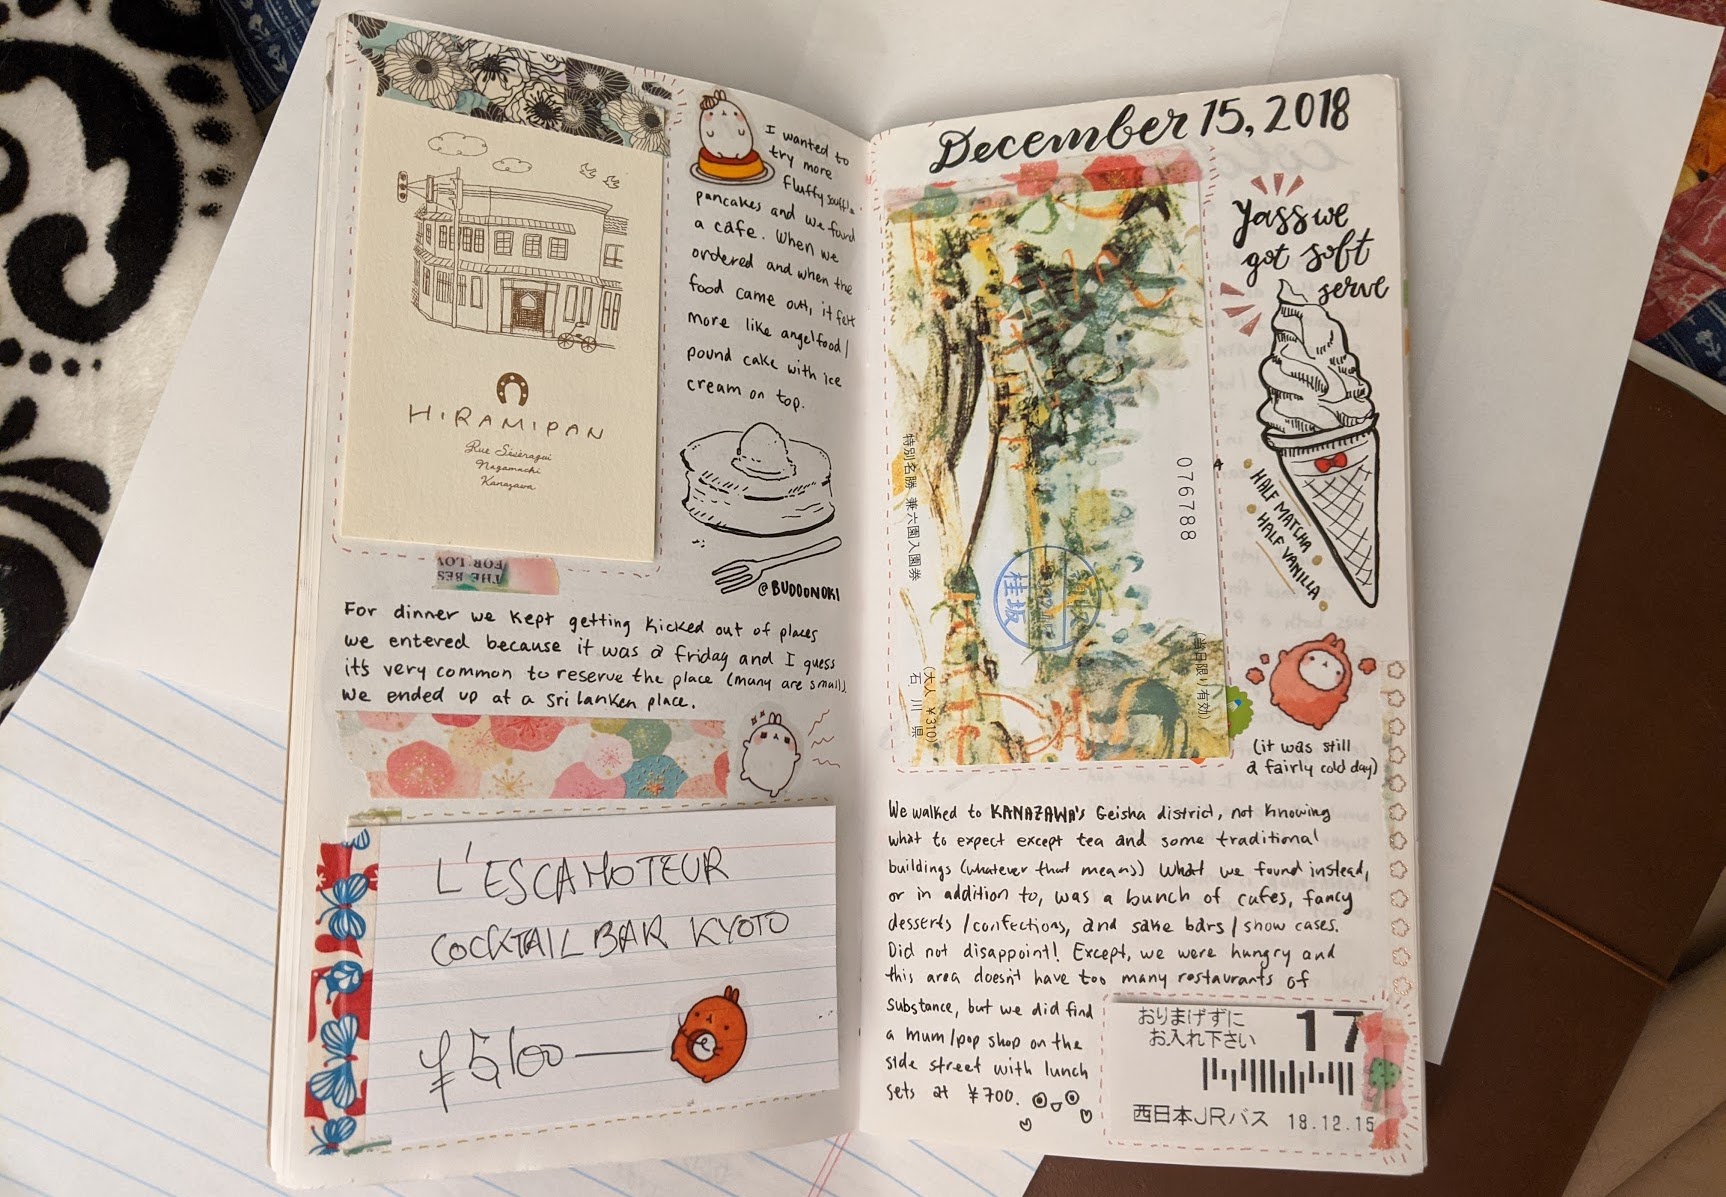 HIRAMIPAN
Rue Seseragui
Nagamachi
Kanazawa
I wanted to
try more
fluffy soufflé
pancakes and we found
a cafe. When we
ordered and when the
food came out, it felt
more like angelfood/
pound cake with ice
cream on top.
@BUDOONOKI
THE BES
FOR LOV
For dinner we kept getting kicked out of places
we entered because it was a friday and I guess
it's very common to reserve the place (many are small).
We ended up at a sri lanken place.
L'ESCAMOTEUR
COCKTAIL BAR KYOTO
¥5,100
December 15, 2018
Yass we
got soft
serve
HALF MATCHA
HALF VANILLA
特別名勝 兼六園入園券
076788
桂坂
(当日限り有効)
(大人 ¥310)
石川県
(it was still
a fairly cold day)
We walked to KANAZAWA's Geisha district, not knowing
what to expect except tea and some traditional
buildings (whatever that means) What we found instead,
or in addition to, was a bunch of cafes, fancy
desserts/confections, and sake bars/show cases.
Did not disappoint! Except, we were hungry and
this area doesn't have too many restaurants of
substance, but we did find
a mum/pop shop on the
side street with lunch
sets at ¥700.
おりまげずに
お入れ下さい
17
西日本JRバス 18.12.15